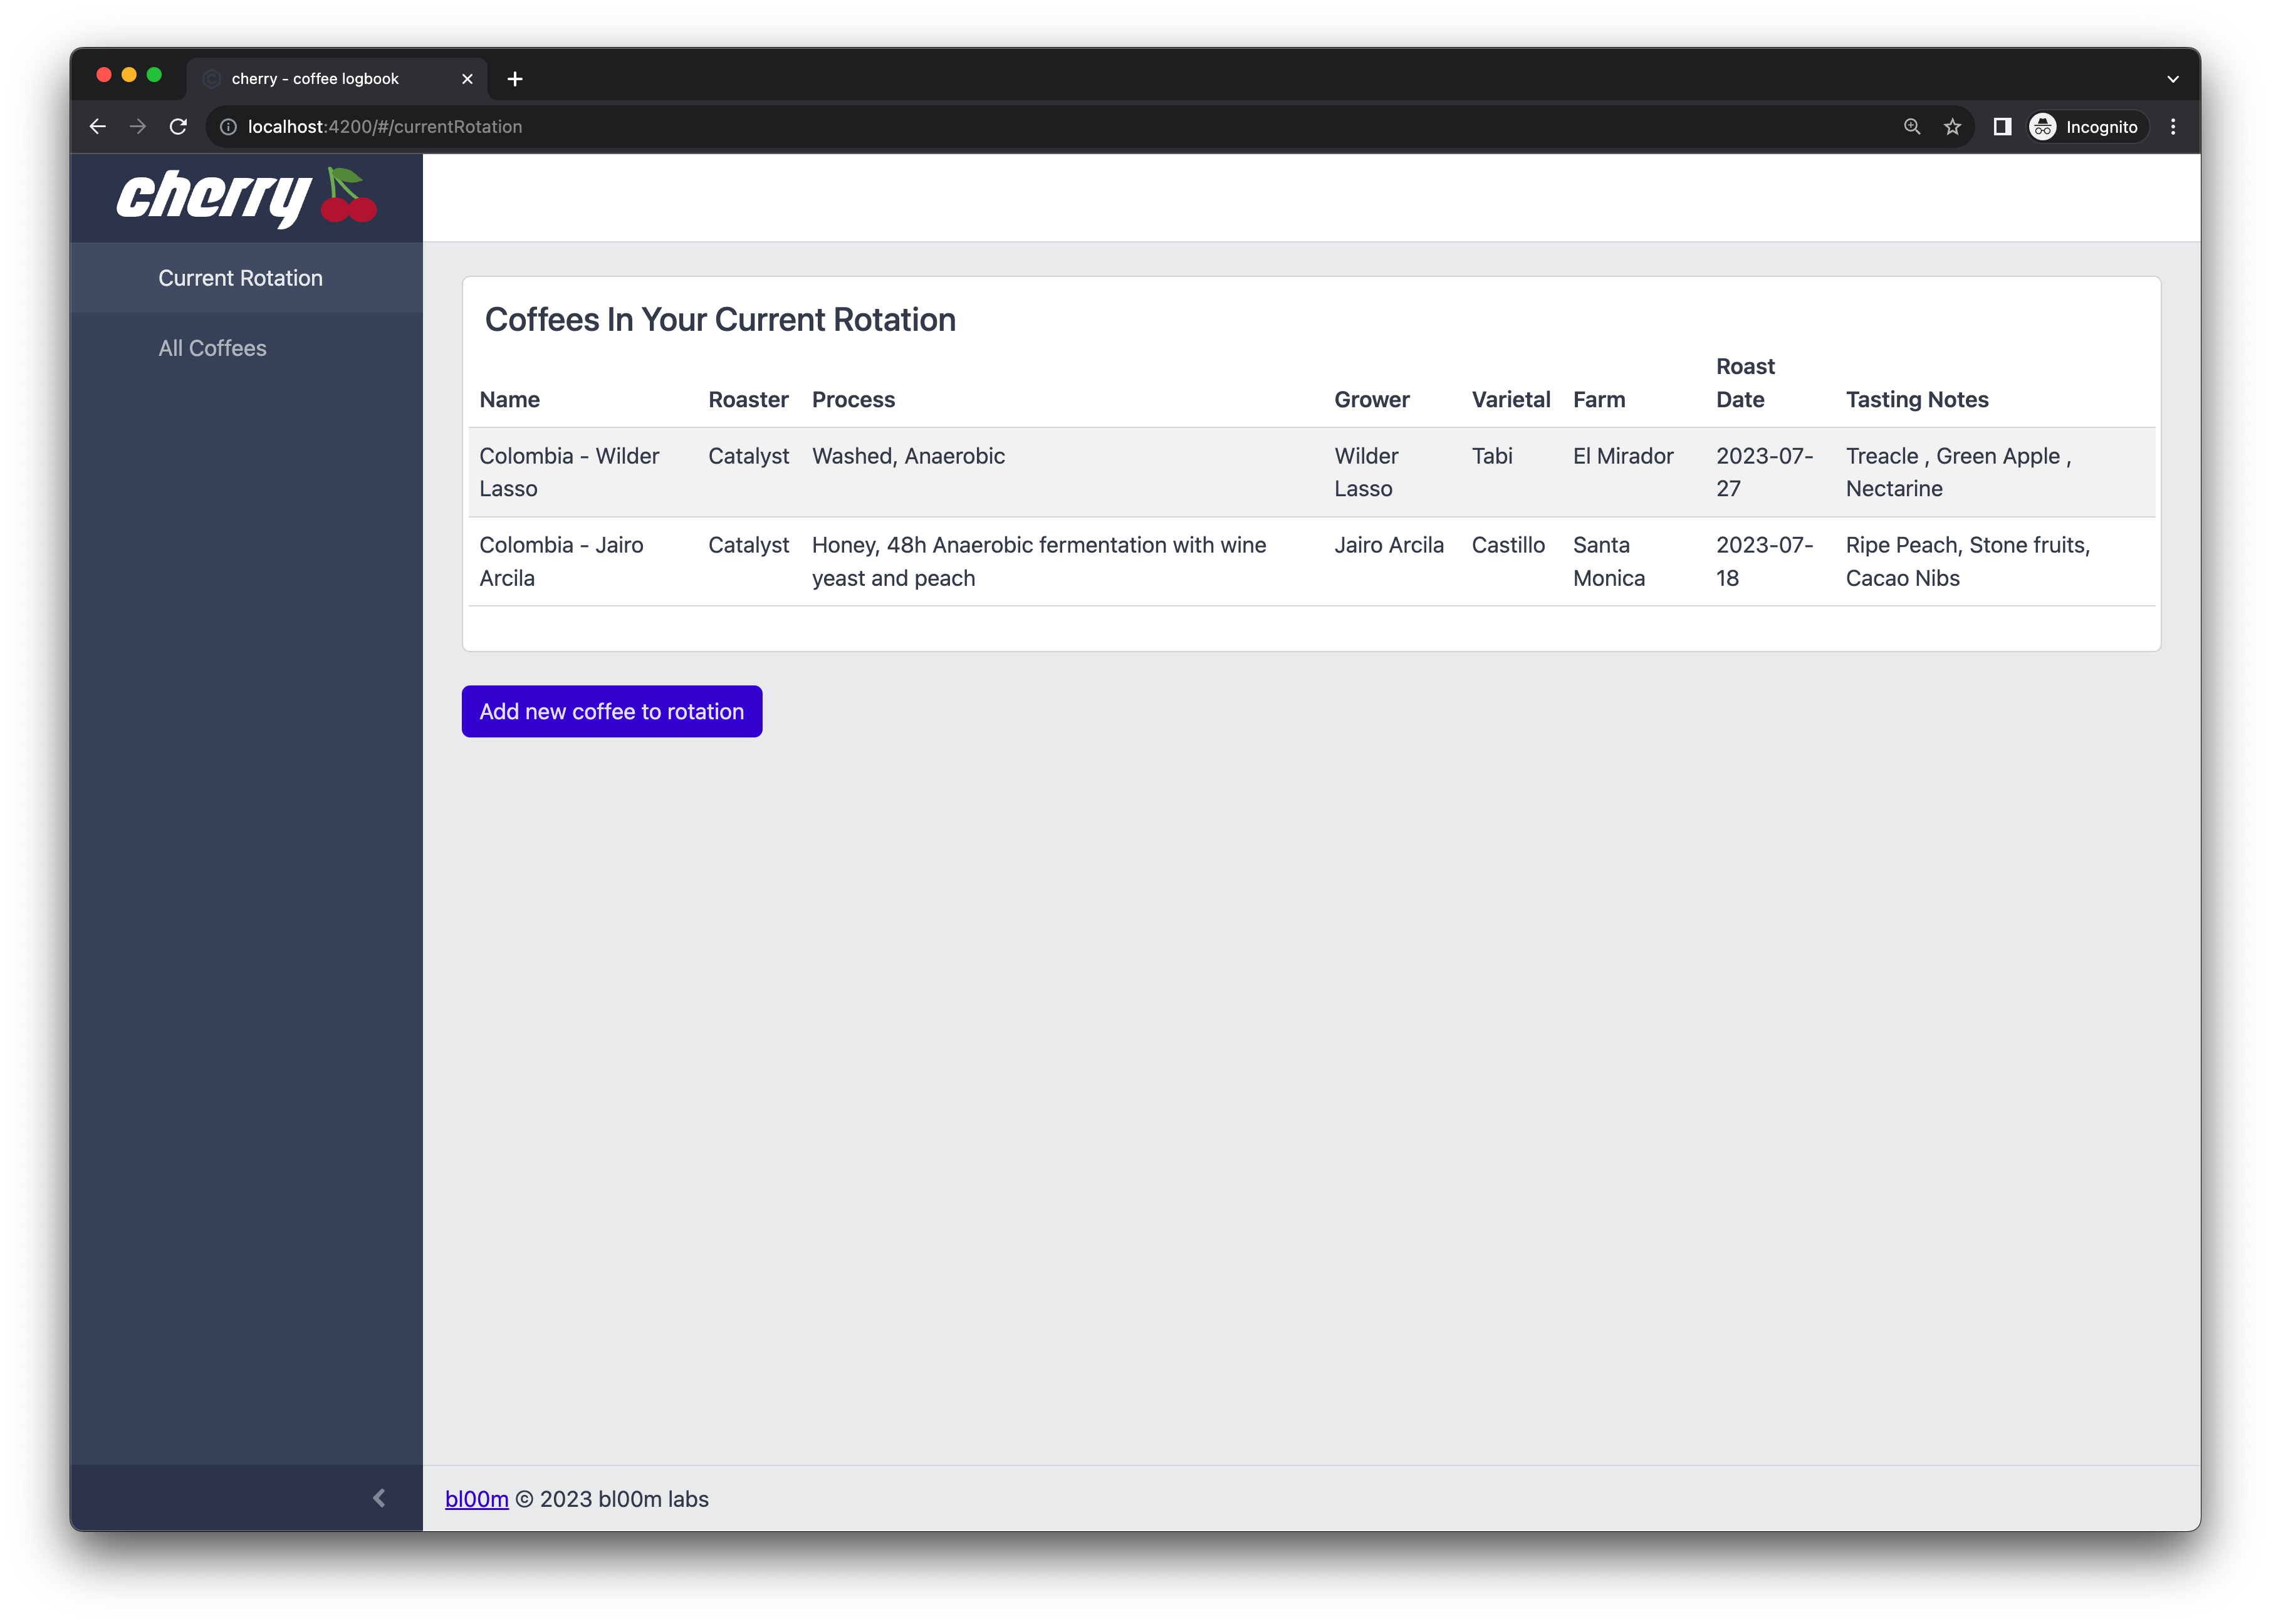 cherry - coffee logbook
localhost:4200/#/currentRotation
Incognito
cherry
Current Rotation
All Coffees
Coffees In Your Current Rotation
Name Roaster Process Grower Varietal Farm Roast Date Tasting Notes
Colombia - Wilder Lasso Catalyst Washed, Anaerobic Wilder Lasso Tabi El Mirador 2023-07-27 Treacle , Green Apple , Nectarine
Colombia - Jairo Arcila Catalyst Honey, 48h Anaerobic fermentation with wine yeast and peach Jairo Arcila Castillo Santa Monica 2023-07-18 Ripe Peach, Stone fruits, Cacao Nibs
Add new coffee to rotation
bl00m © 2023 bl00m labs